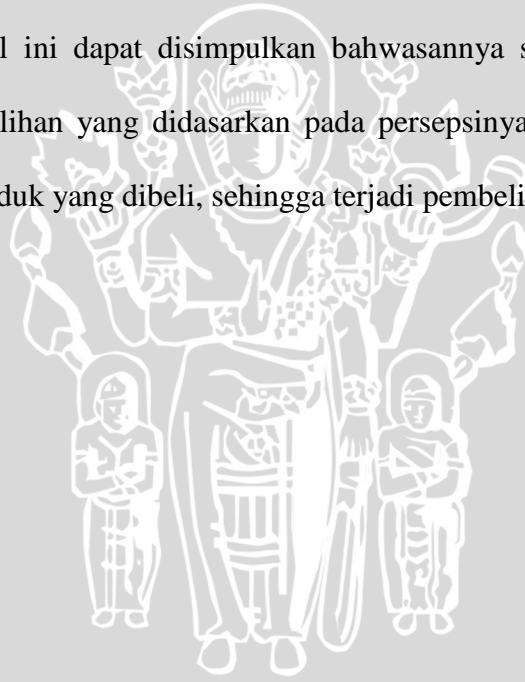 l ini dapat disimpulkan bahwasannya s
lihan yang didasarkan pada persepsinya
duk yang dibeli, sehingga terjadi pembeli